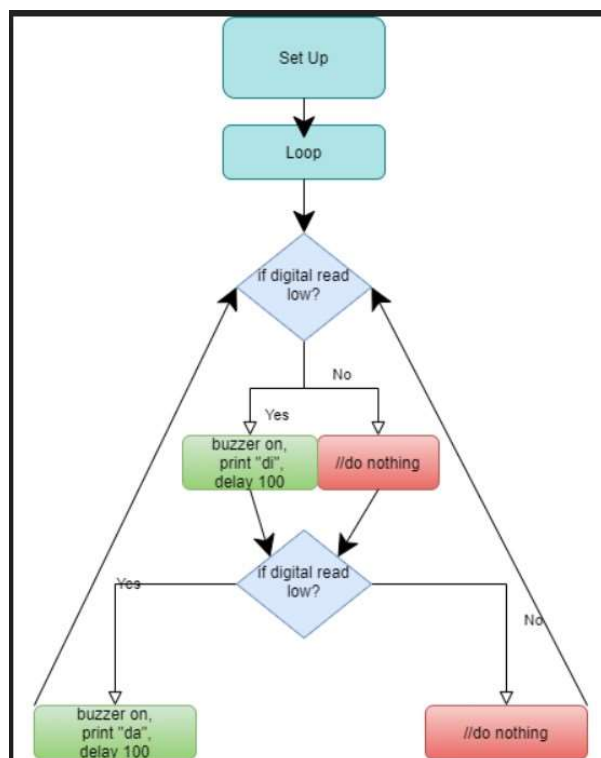 Set Up
Loop
if digital read
low?
No
Yes
buzzer on,
print "di",
delay 100
//do nothing
if digital read
low?
Yes
No
buzzer on,
print "da",
delay 100
//do nothing